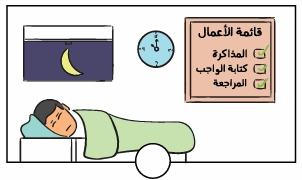 قائمة الأعمال
المذاكرة
كتابة الواجب
المراجعة